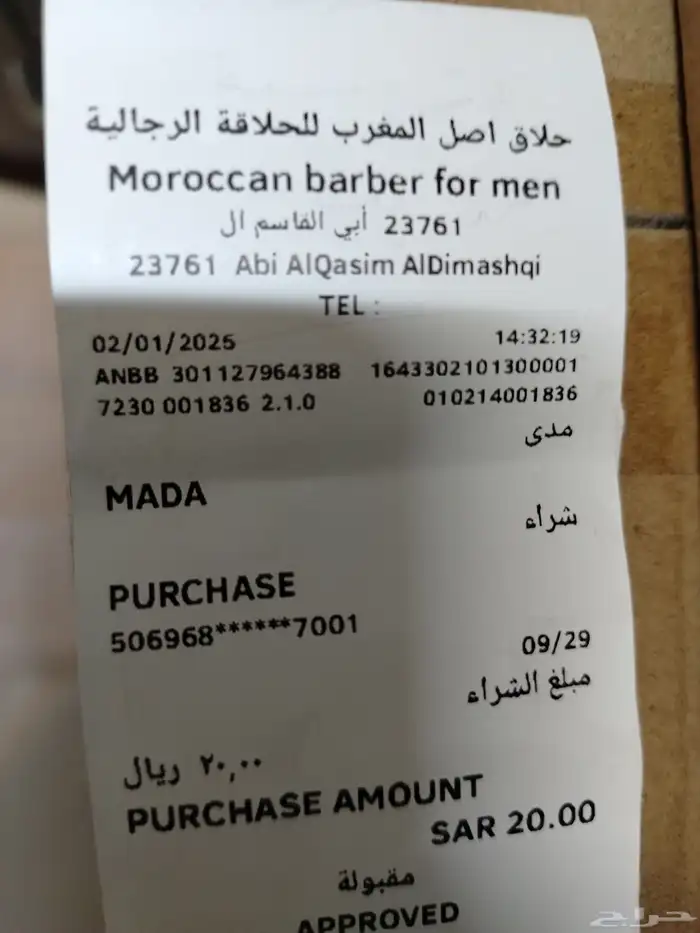 حلاق اصل المغرب للحلاقة الرجالية
Moroccan barber for men
23761 أبي القاسم ال
23761 Abi AlQasim AlDimashqi
TEL :
02/01/2025 14:32:19
ANBB 301127964388 1643302101300001
7230 001836 2.1.0 010214001836
مدى
MADA
شراء
PURCHASE
506968******7001 09/29
مبلغ الشراء
٢٠,٠٠ ريال
PURCHASE AMOUNT
SAR 20.00
مقبولة
APPROVED
حراج